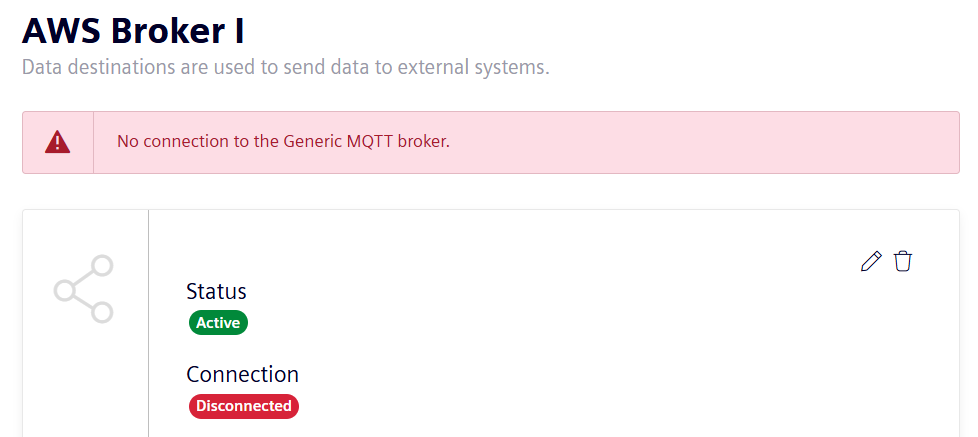 AWS Broker I
Data destinations are used to send data to external systems.
No connection to the Generic MQTT broker.
Status
Active
Connection
Disconnected